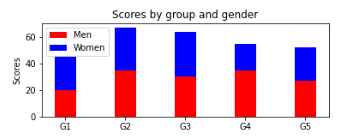 Scores by group and gender
Men
Women
Scores
60
40
20
0
G1 G2 G3 G4 G5